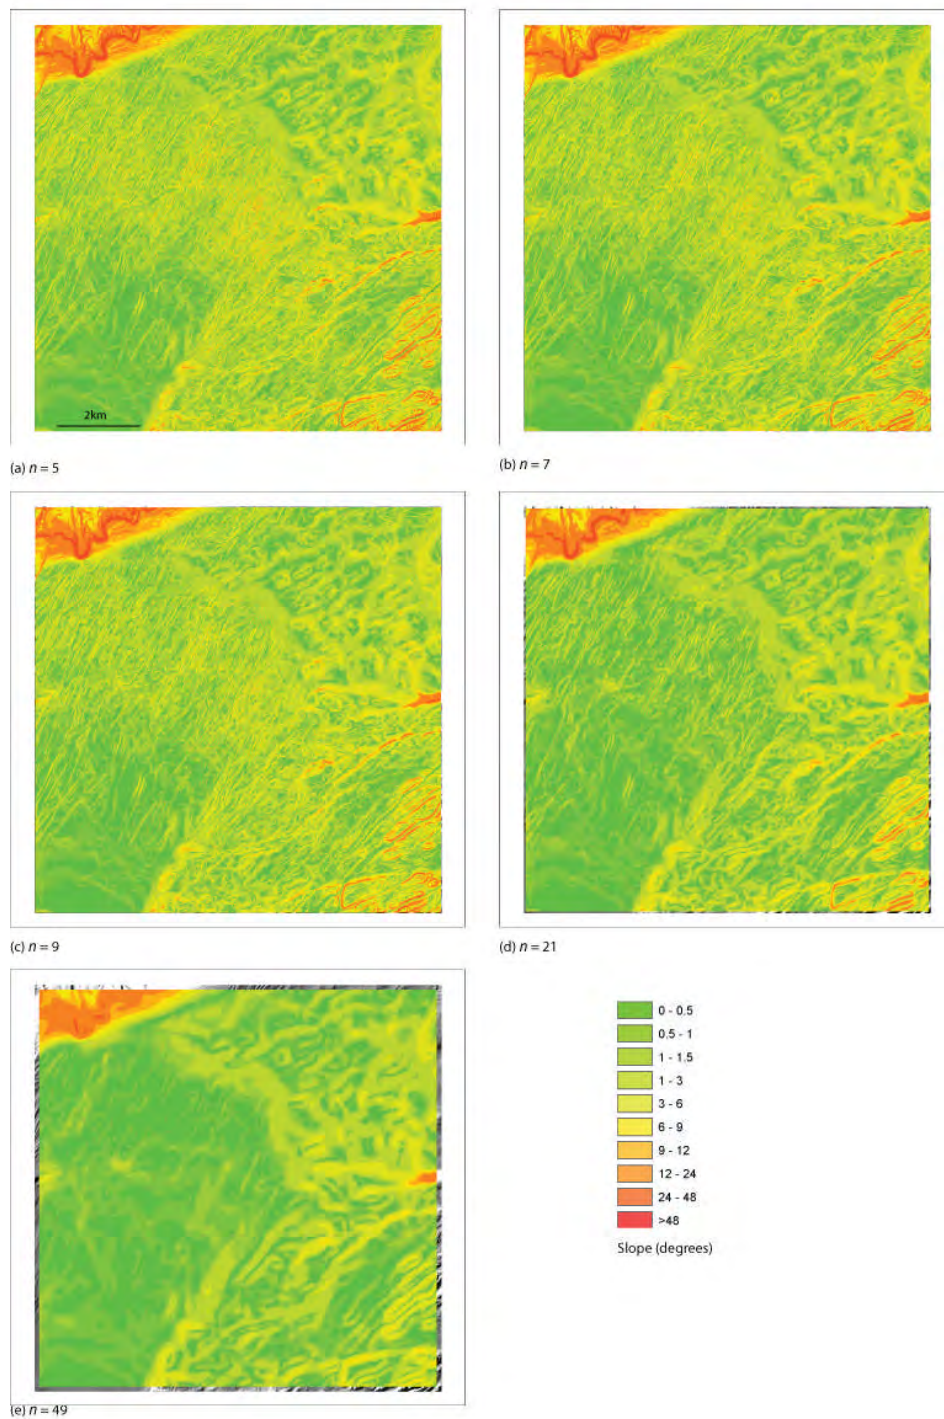 2km
(a) n = 5
(b) n = 7
(c) n = 9
(d) n = 21
(e) n = 49
0 - 0.5
0.5 - 1
1 - 1.5
1 - 3
3 - 6
6 - 9
9 - 12
12 - 24
24 - 48
>48
Slope (degrees)